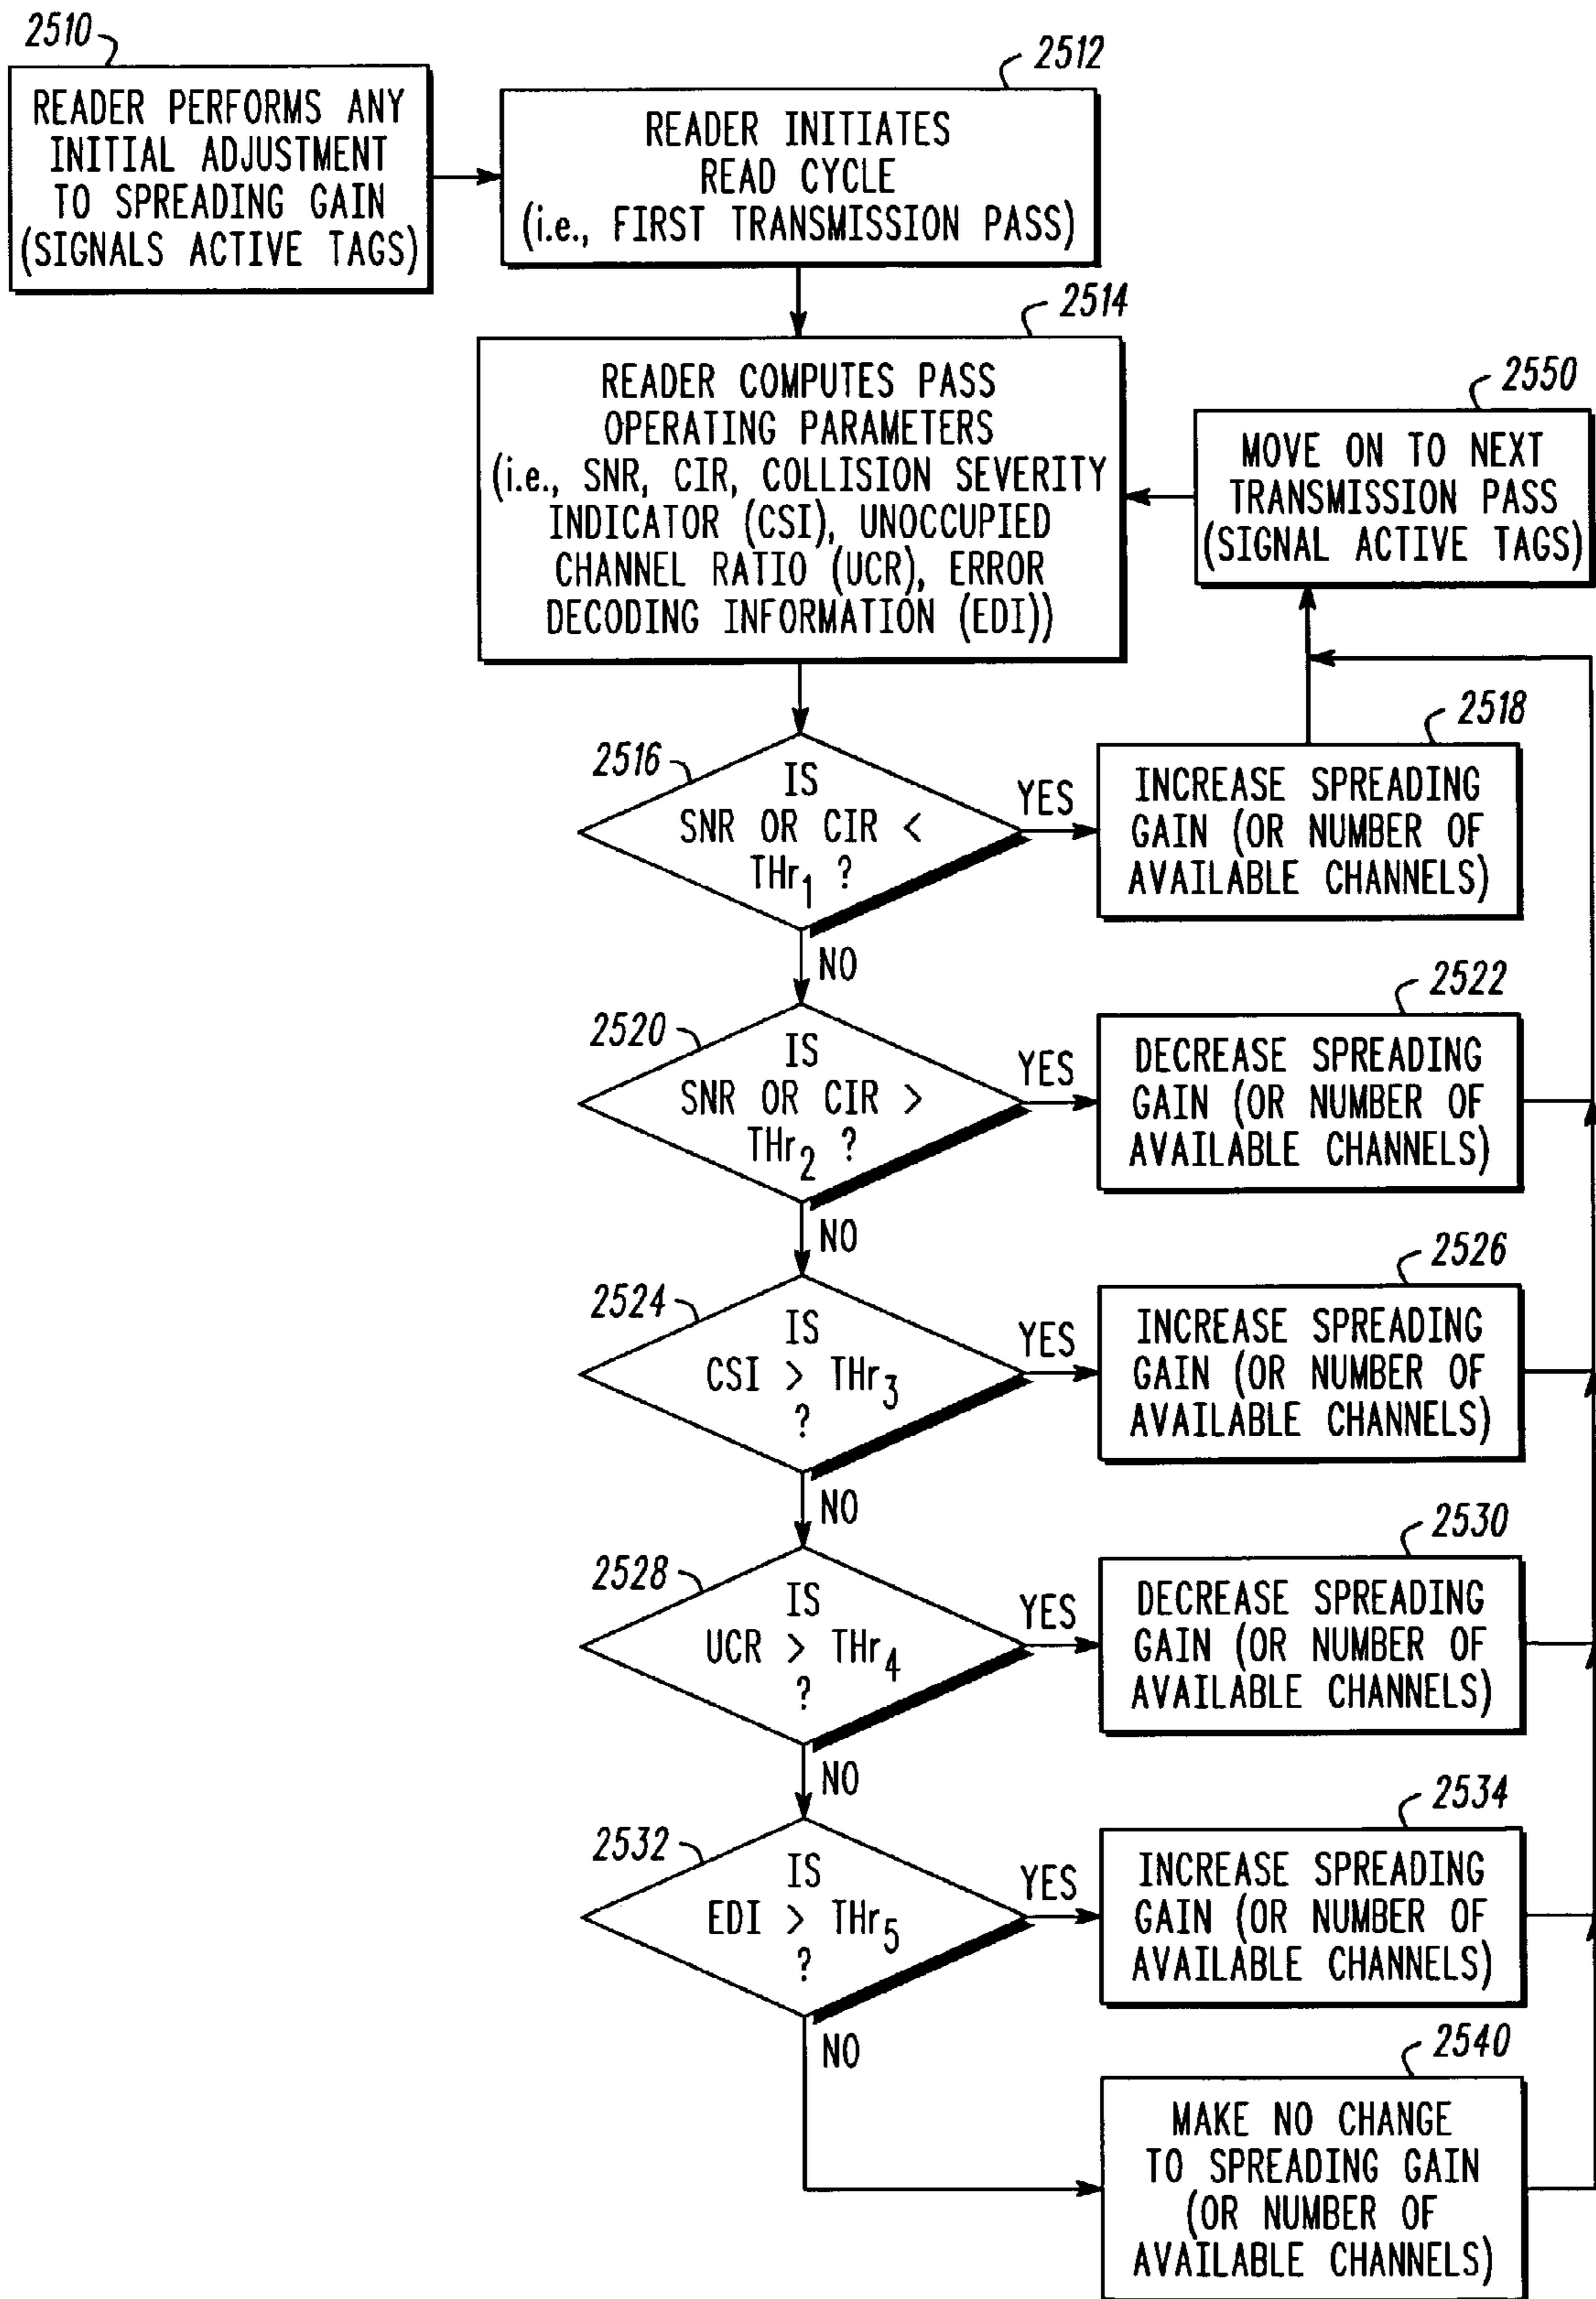 2510
READER PERFORMS ANY
INITIAL ADJUSTMENT
TO SPREADING GAIN
(SIGNALS ACTIVE TAGS)
2512
READER INITIATES
READ CYCLE
(i.e., FIRST TRANSMISSION PASS)
2514
READER COMPUTES PASS
OPERATING PARAMETERS
(i.e., SNR, CIR, COLLISION SEVERITY
INDICATOR (CSI), UNOCCUPIED
CHANNEL RATIO (UCR), ERROR
DECODING INFORMATION (EDI))
2550
MOVE ON TO NEXT
TRANSMISSION PASS
(SIGNAL ACTIVE TAGS)
2516
IS
SNR OR CIR <
THr1 ?
YES
NO
2518
INCREASE SPREADING
GAIN (OR NUMBER OF
AVAILABLE CHANNELS)
2520
IS
SNR OR CIR >
THr2 ?
YES
NO
2522
DECREASE SPREADING
GAIN (OR NUMBER OF
AVAILABLE CHANNELS)
2524
IS
CSI > THr3
?
YES
NO
2526
INCREASE SPREADING
GAIN (OR NUMBER OF
AVAILABLE CHANNELS)
2528
IS
UCR > THr4
?
YES
NO
2530
DECREASE SPREADING
GAIN (OR NUMBER OF
AVAILABLE CHANNELS)
2532
IS
EDI > THr5
?
YES
NO
2534
INCREASE SPREADING
GAIN (OR NUMBER OF
AVAILABLE CHANNELS)
2540
MAKE NO CHANGE
TO SPREADING GAIN
(OR NUMBER OF
AVAILABLE CHANNELS)